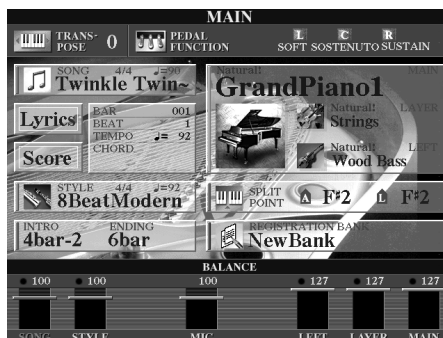 MAIN
TRANS-
POSE 0
PEDAL
FUNCTION
L C R
SOFT SOSTENUTO SUSTAIN
SONG 4/4 ♩=90
Twinkle Twin~
Natural! MAIN
GrandPiano1
Lyrics
Score
BAR 001
BEAT 1
TEMPO ♩= 92
CHORD
Natural! LAYER
Strings
Natural! LEFT
Wood Bass
STYLE 4/4 ♩=92
8BeatModern
SPLIT
POINT A F#2 L F#2
INTRO ENDING
4bar-2 6bar
REGISTRATION BANK
NewBank
BALANCE
100 100 100 127 127 127
SONG STYLE MIC LEFT LAYER MAIN